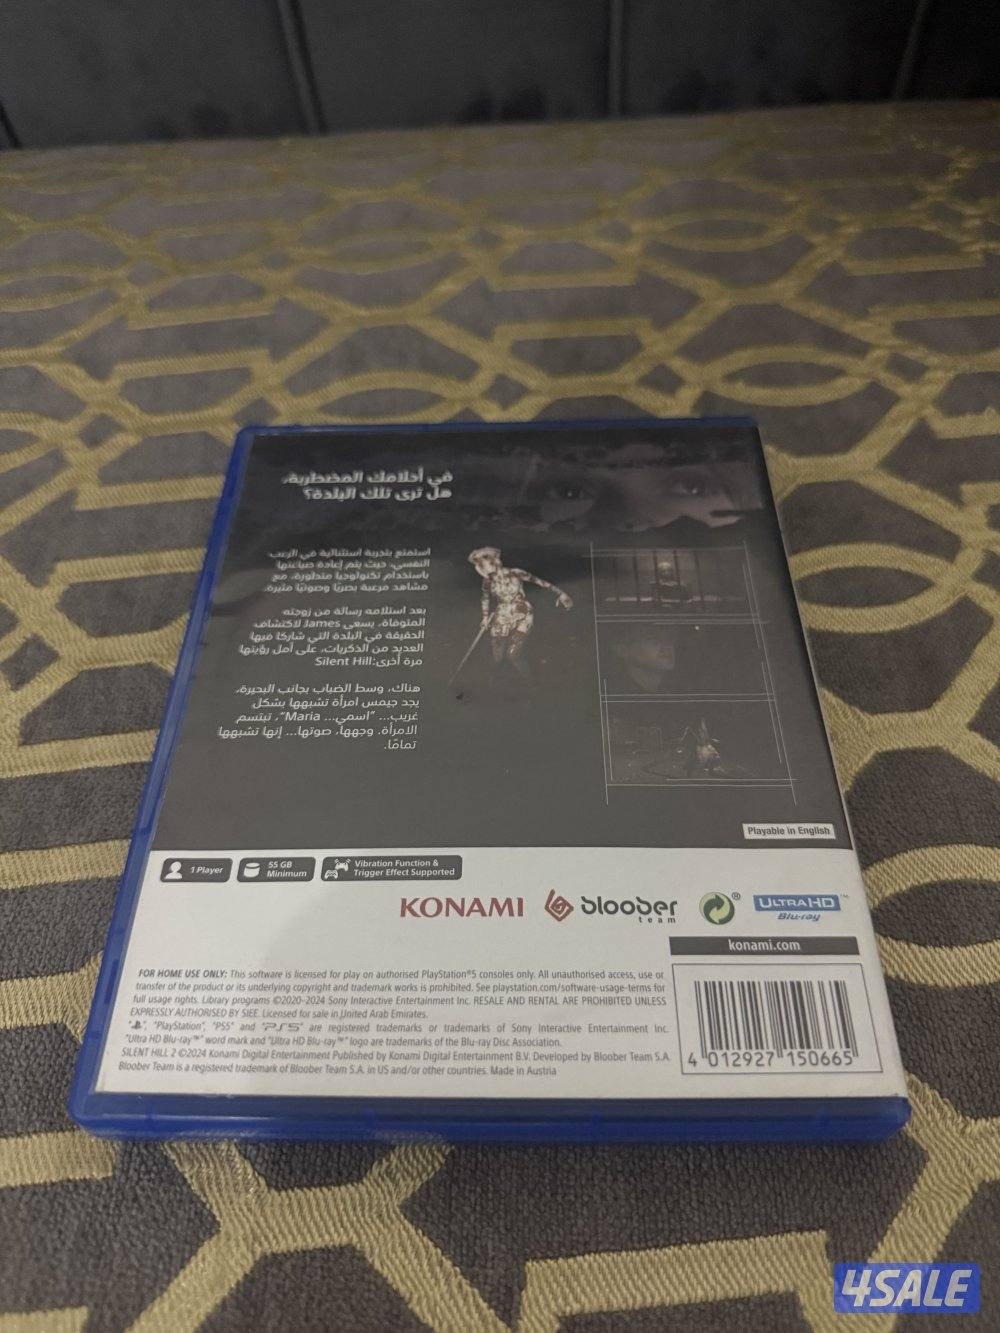 في أحلامك المضطربة،
هل ترى تلك البلدة؟
استمتع بتجربة استثنائية في الرعب
النفسي، حيث يتم إعادة صياغتها
باستخدام تكنولوجيا متطورة، مع
مشاهد مرعبة بصريًا وصوتيًا مثيرة.
بعد استلامه رسالة من زوجته
المتوفاة، يسعى James لاكتشاف
الحقيقة في البلدة التي شاركا فيها
العديد من الذكريات، على أمل رؤيتها
مرة أخرى: Silent Hill
هناك، وسط الضباب بجانب البحيرة،
يجد جيمس امرأة تشبهها بشكل
غريب... "اسمي... Maria"، تبتسم
الامرأة. وجهها، صوتها... إنها تشبهها
تمامًا.
Playable in English
1 Player
55 GB
Minimum
Vibration Function &
Trigger Effect Supported
KONAMI
bloober
team
®
ULTRA HD™
Blu-ray
konami.com
FOR HOME USE ONLY: This software is licensed for play on authorised PlayStation®5 consoles only. All unauthorised access, use or
transfer of the product or its underlying copyright and trademark works is prohibited. See playstation.com/software-usage-terms for
full usage rights. Library programs ©2020-2024 Sony Interactive Entertainment Inc. RESALE AND RENTAL ARE PROHIBITED UNLESS
EXPRESSLY AUTHORISED BY SIEE. Licensed for sale in United Arab Emirates.
"PlayStation", "PS5" and "PS5" are registered trademarks or trademarks of Sony Interactive Entertainment Inc.
"Ultra HD Blu-ray™" word mark and "Ultra HD Blu-ray™" logo are trademarks of the Blu-ray Disc Association.
SILENT HILL 2 ©2024 Konami Digital Entertainment Published by Konami Digital Entertainment B.V. Developed by Bloober Team S.A.
Bloober Team is a registered trademark of Bloober Team S.A. in US and/or other countries. Made in Austria
4 012927 150665
4SALE